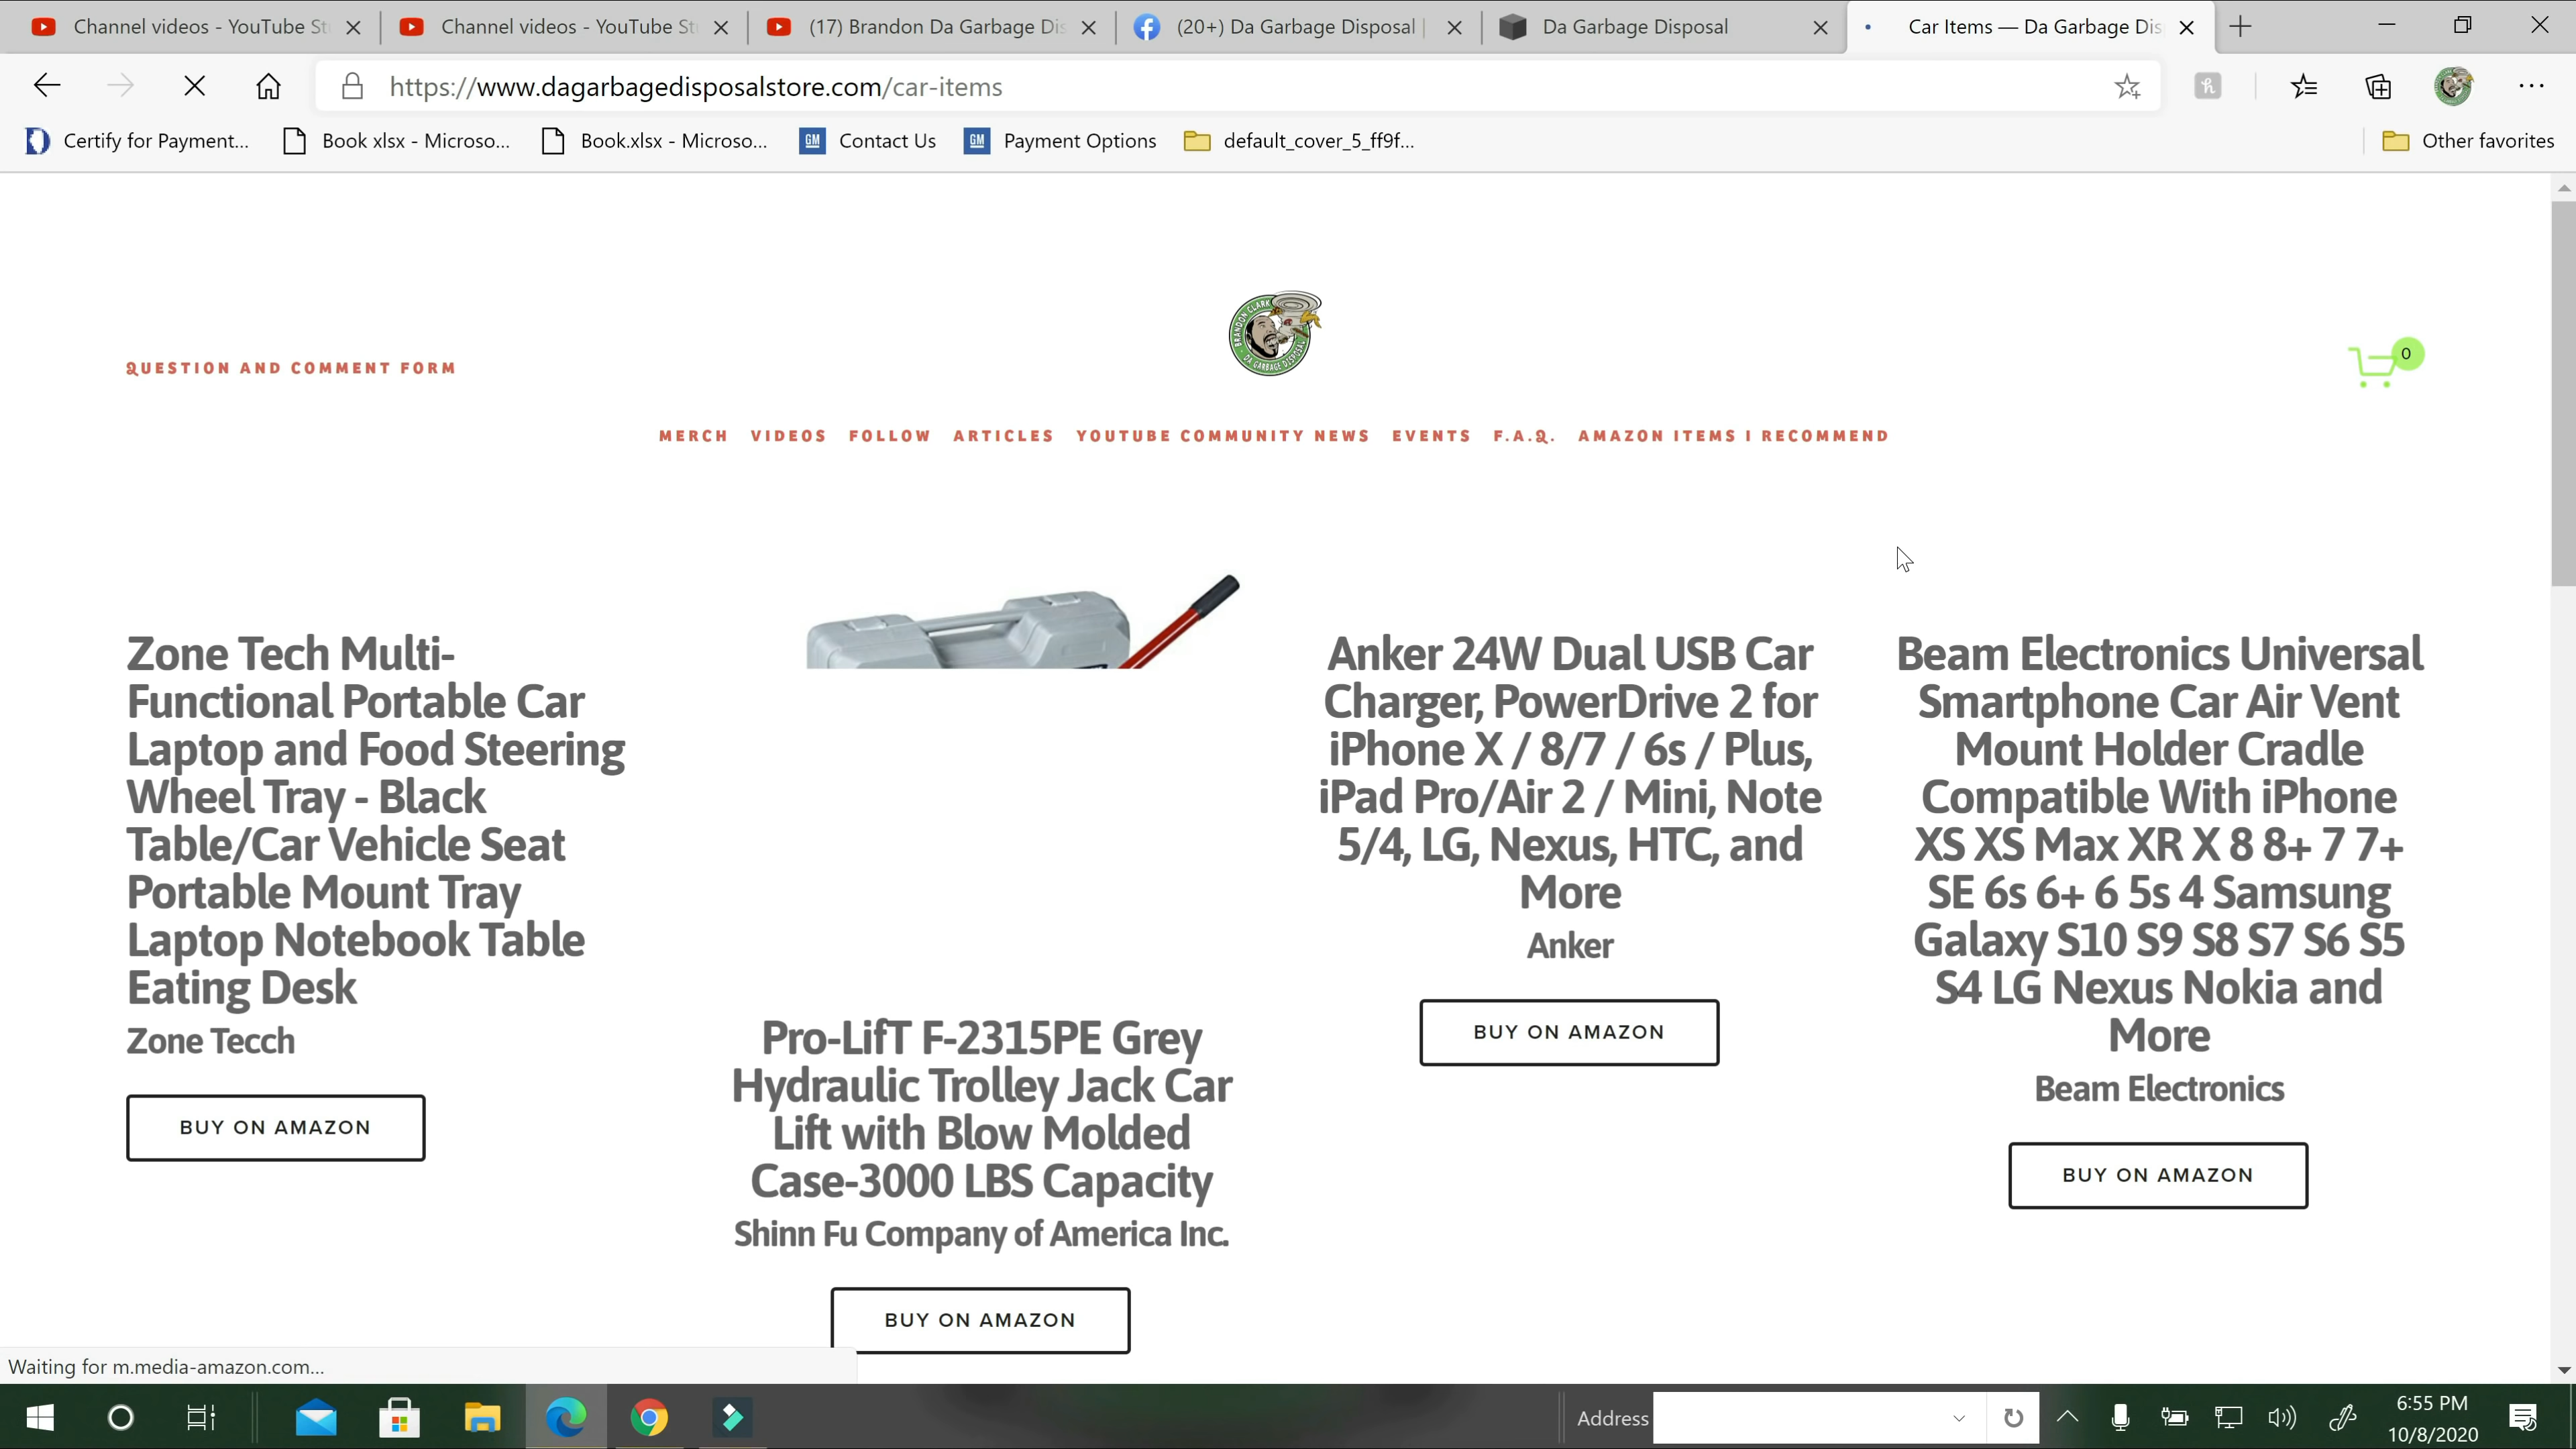 Channel videos - YouTube St
Channel videos - YouTube St
(17) Brandon Da Garbage Dis
(20+) Da Garbage Disposal |
Da Garbage Disposal
Car Items — Da Garbage Dis
https://www.dagarbagedisposalstore.com/car-items
Certify for Payment...
Book xlsx - Microso...
Book.xlsx - Microso...
GM Contact Us
GM Payment Options
default_cover_5_ff9f...
Other favorites
BRANDON CLARK
DA GARBAGE DISPOSAL
QUESTION AND COMMENT FORM
0
MERCH VIDEOS FOLLOW ARTICLES YOUTUBE COMMUNITY NEWS EVENTS F.A.Q. AMAZON ITEMS I RECOMMEND
Zone Tech Multi-
Functional Portable Car
Laptop and Food Steering
Wheel Tray - Black
Table/Car Vehicle Seat
Portable Mount Tray
Laptop Notebook Table
Eating Desk
Zone Tecch
BUY ON AMAZON
Pro-LifT F-2315PE Grey
Hydraulic Trolley Jack Car
Lift with Blow Molded
Case-3000 LBS Capacity
Shinn Fu Company of America Inc.
BUY ON AMAZON
Anker 24W Dual USB Car
Charger, PowerDrive 2 for
iPhone X / 8/7 / 6s / Plus,
iPad Pro/Air 2 / Mini, Note
5/4, LG, Nexus, HTC, and
More
Anker
BUY ON AMAZON
Beam Electronics Universal
Smartphone Car Air Vent
Mount Holder Cradle
Compatible With iPhone
XS XS Max XR X 8 8+ 7 7+
SE 6s 6+ 6 5s 4 Samsung
Galaxy S10 S9 S8 S7 S6 S5
S4 LG Nexus Nokia and
More
Beam Electronics
BUY ON AMAZON
Waiting for m.media-amazon.com...
Address
6:55 PM
10/8/2020